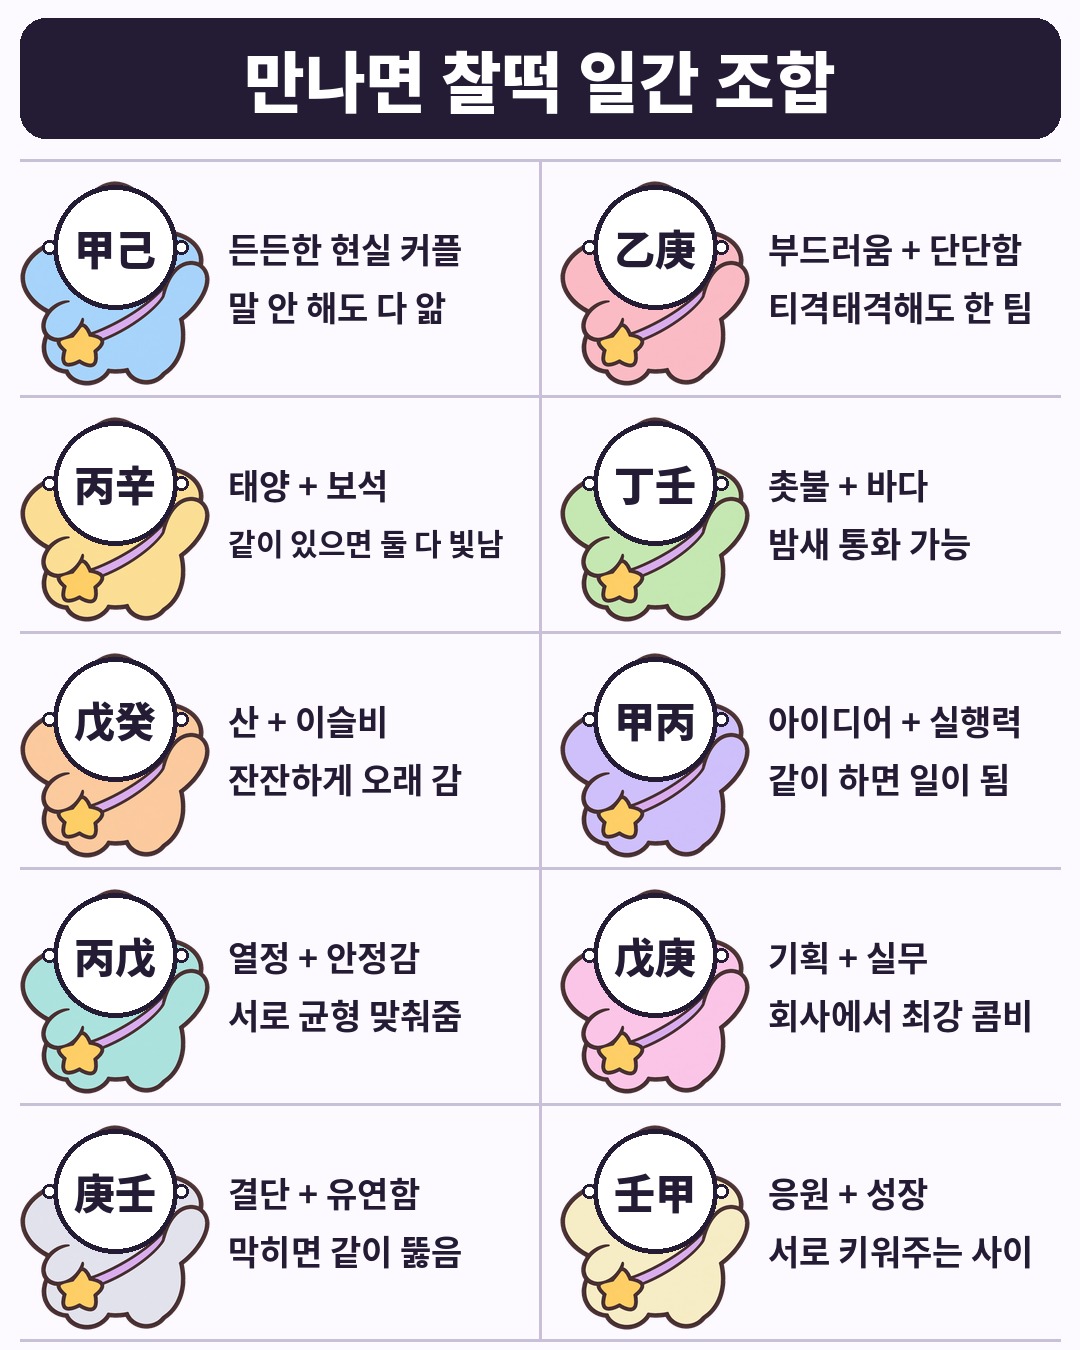 만나면 찰떡 일간 조합
甲己
든든한 현실 커플
말 안 해도 다 앎
乙庚
부드러움 + 단단함
티격태격해도 한 팀
丙辛
태양 + 보석
같이 있으면 둘 다 빛남
丁壬
촛불 + 바다
밤새 통화 가능
戊癸
산 + 이슬비
잔잔하게 오래 감
甲丙
아이디어 + 실행력
같이 하면 일이 됨
丙戊
열정 + 안정감
서로 균형 맞춰줌
戊庚
기획 + 실무
회사에서 최강 콤비
庚壬
결단 + 유연함
막히면 같이 뚫음
壬甲
응원 + 성장
서로 키워주는 사이